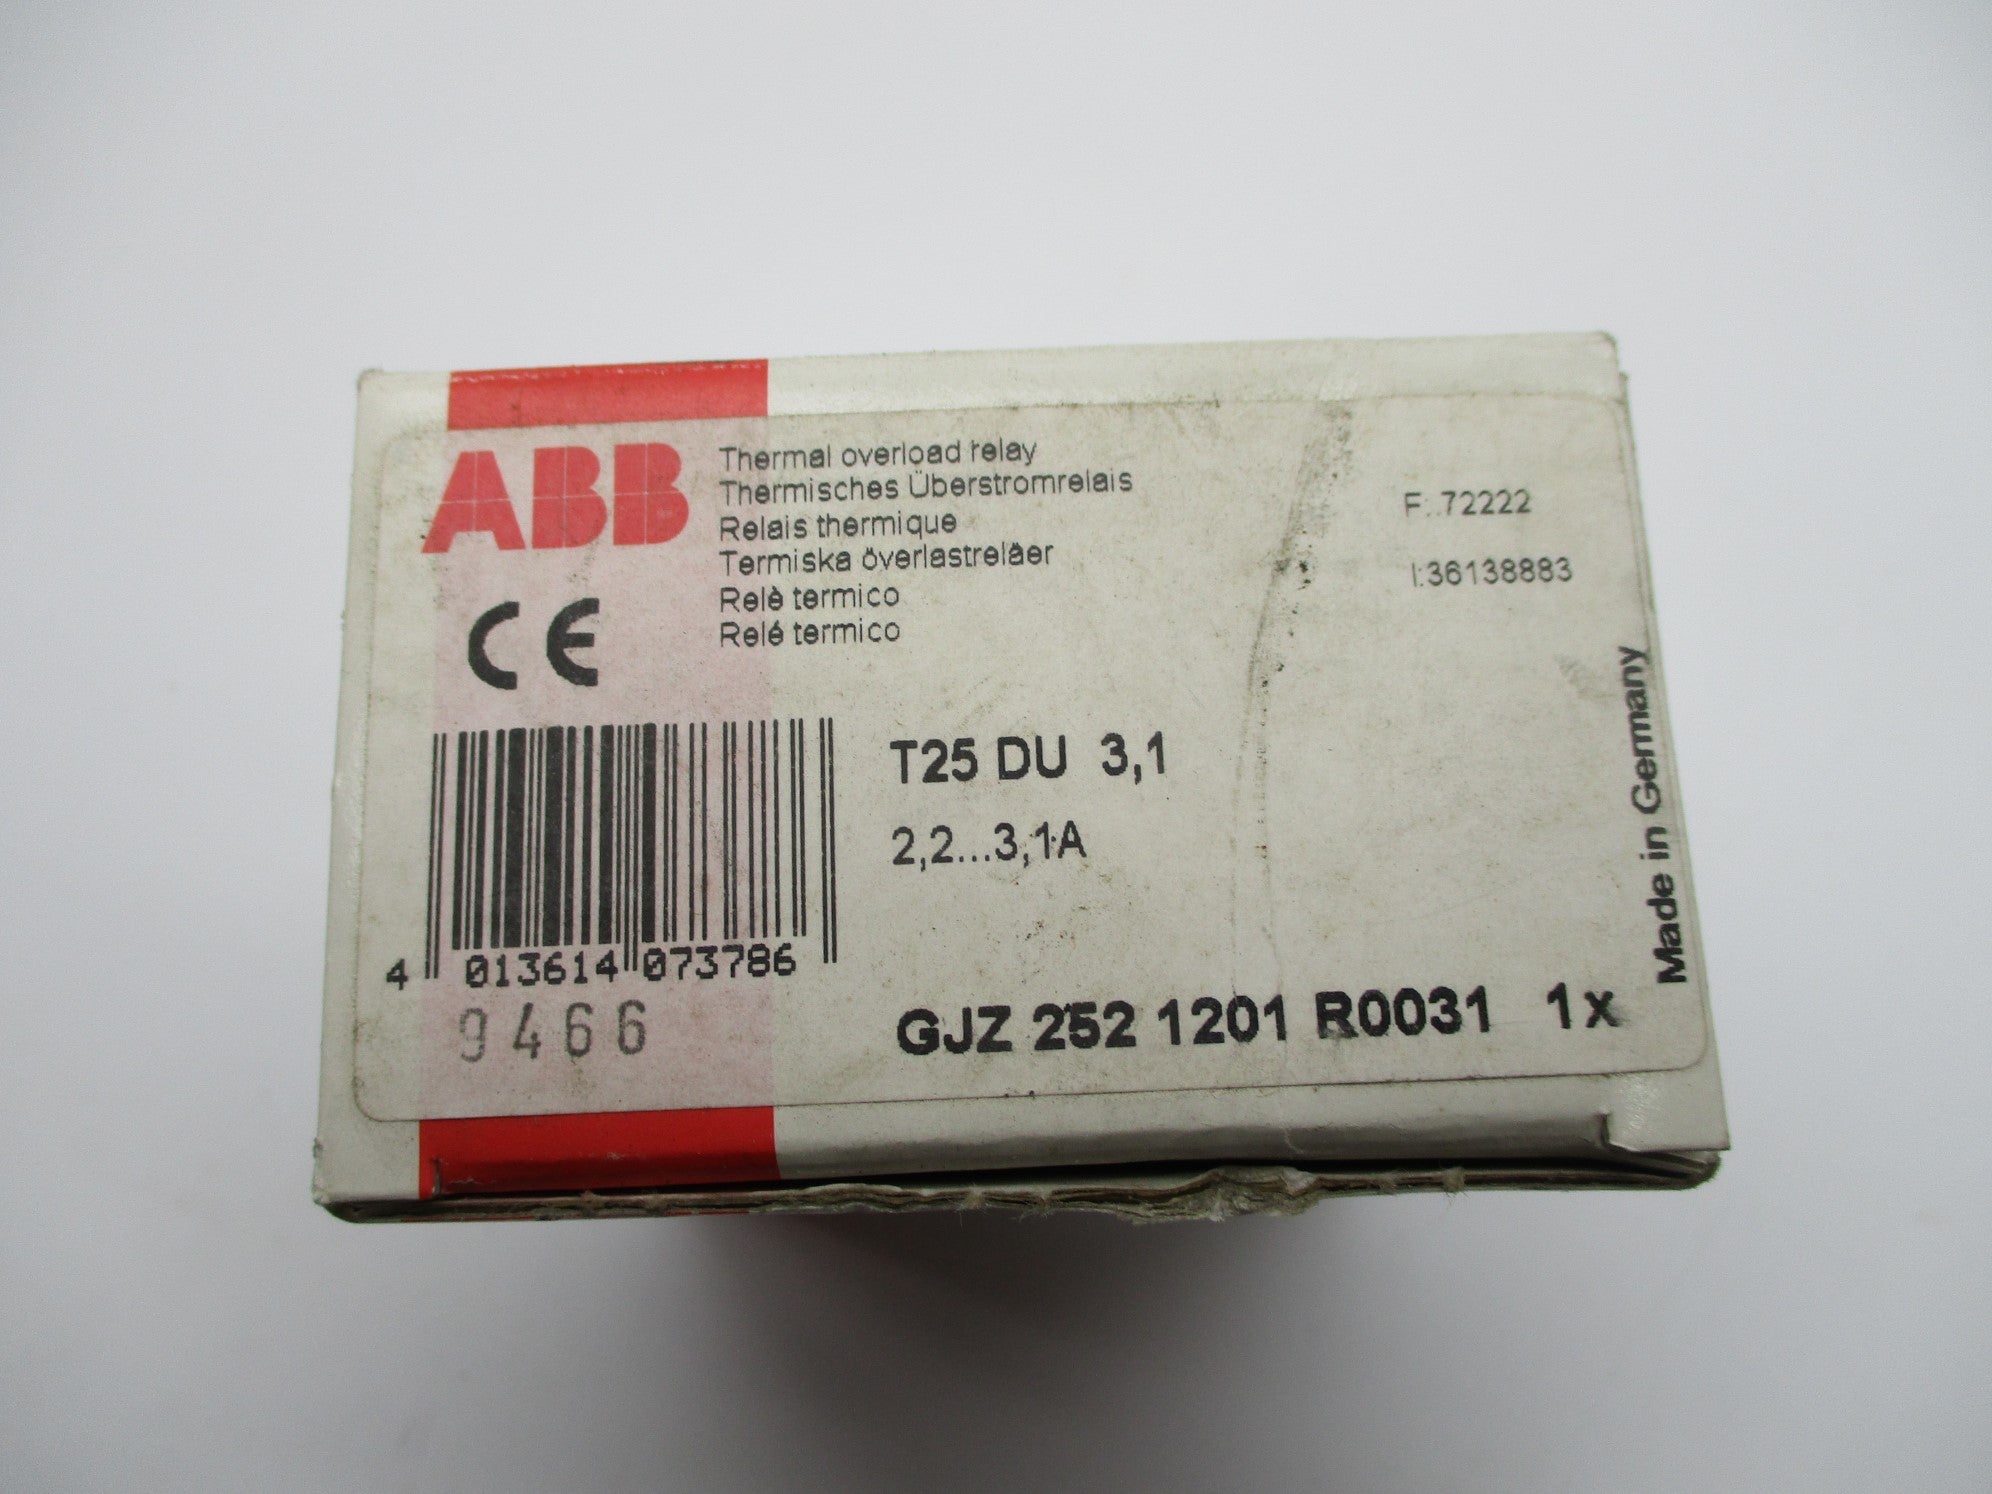 ABB
Thermal overload relay
Thermisches Überstromrelais
Relais thermique
Termiska överlastreläer
Relè termico
Relé termico
CE
F:.72222
I:36138883
T25 DU 3,1
2,2...3,1A
4 013614 073786
9466
GJZ 252 1201 R0031 1x
Made in Germany